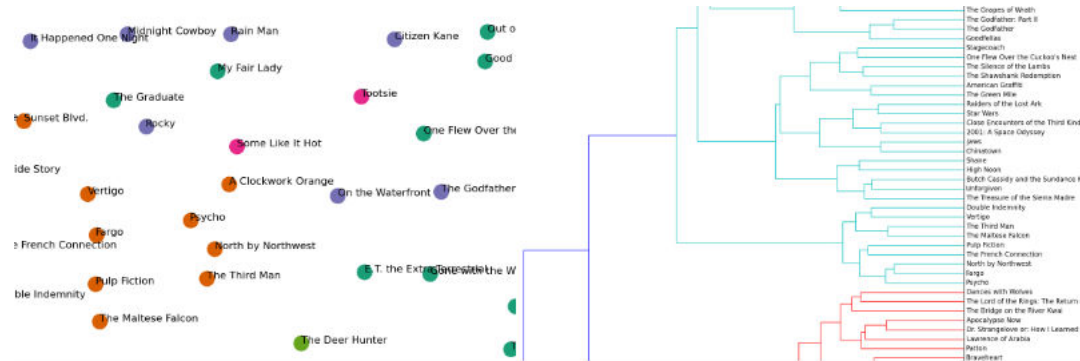 It Happened One Night
Midnight Cowboy
Rain Man
Citizen Kane
Out o
Good
My Fair Lady
Tootsie
The Graduate
Sunset Blvd.
Rocky
One Flew Over the
Some Like It Hot
ide Story
A Clockwork Orange
Vertigo
On the Waterfront
The Godfather
Psycho
Fargo
French Connection
North by Northwest
E.T. the Extra-Terrestrial
Gone with the W
The Third Man
Pulp Fiction
ble Indemnity
The Maltese Falcon
The Deer Hunter
The Grapes of Wrath
The Godfather: Part II
The Godfather
Goodfellas
Stagecoach
One Flew Over the Cuckoo's Nest
The Silence of the Lambs
The Shawshank Redemption
American Graffiti
The Green Mile
Raiders of the Lost Ark
Star Wars
Close Encounters of the Third Kind
2001: A Space Odyssey
Jaws
Chinatown
Shane
High Noon
Butch Cassidy and the Sundance K
Unforgiven
The Treasure of the Sierra Madre
Double Indemnity
Vertigo
The Third Man
The Maltese Falcon
Pulp Fiction
The French Connection
North by Northwest
Fargo
Psycho
Dances with Wolves
The Lord of the Rings: The Return
The Bridge on the River Kwai
Apocalypse Now
Dr. Strangelove or: How I Learned
Lawrence of Arabia
Patton
Braveheart